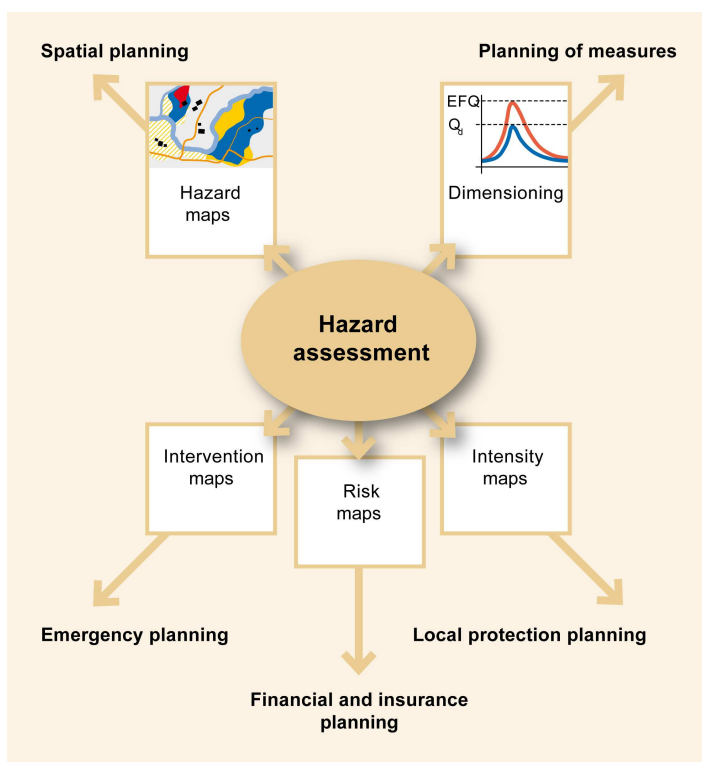 Spatial planning
Planning of measures
EFQ
Qd
Hazard
maps
Dimensioning
Hazard
assessment
Intervention
maps
Risk
maps
Intensity
maps
Emergency planning
Local protection planning
Financial and insurance
planning